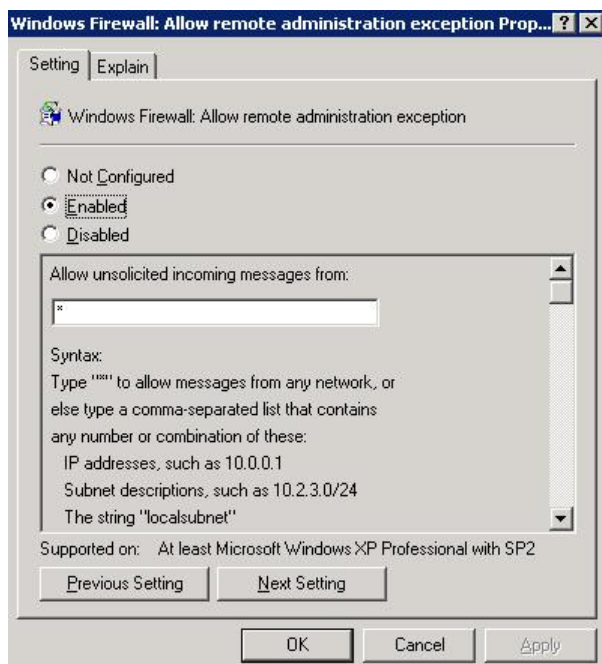 Windows Firewall: Allow remote administration exception Prop...
Setting
Explain
Windows Firewall: Allow remote administration exception
Not Configured
Enabled
Disabled
Allow unsolicited incoming messages from:
*
Syntax:
Type "*" to allow messages from any network, or
else type a comma-separated list that contains
any number or combination of these:
IP addresses, such as 10.0.0.1
Subnet descriptions, such as 10.2.3.0/24
The string "localsubnet"
Supported on: At least Microsoft Windows XP Professional with SP2
Previous Setting
Next Setting
OK
Cancel
Apply